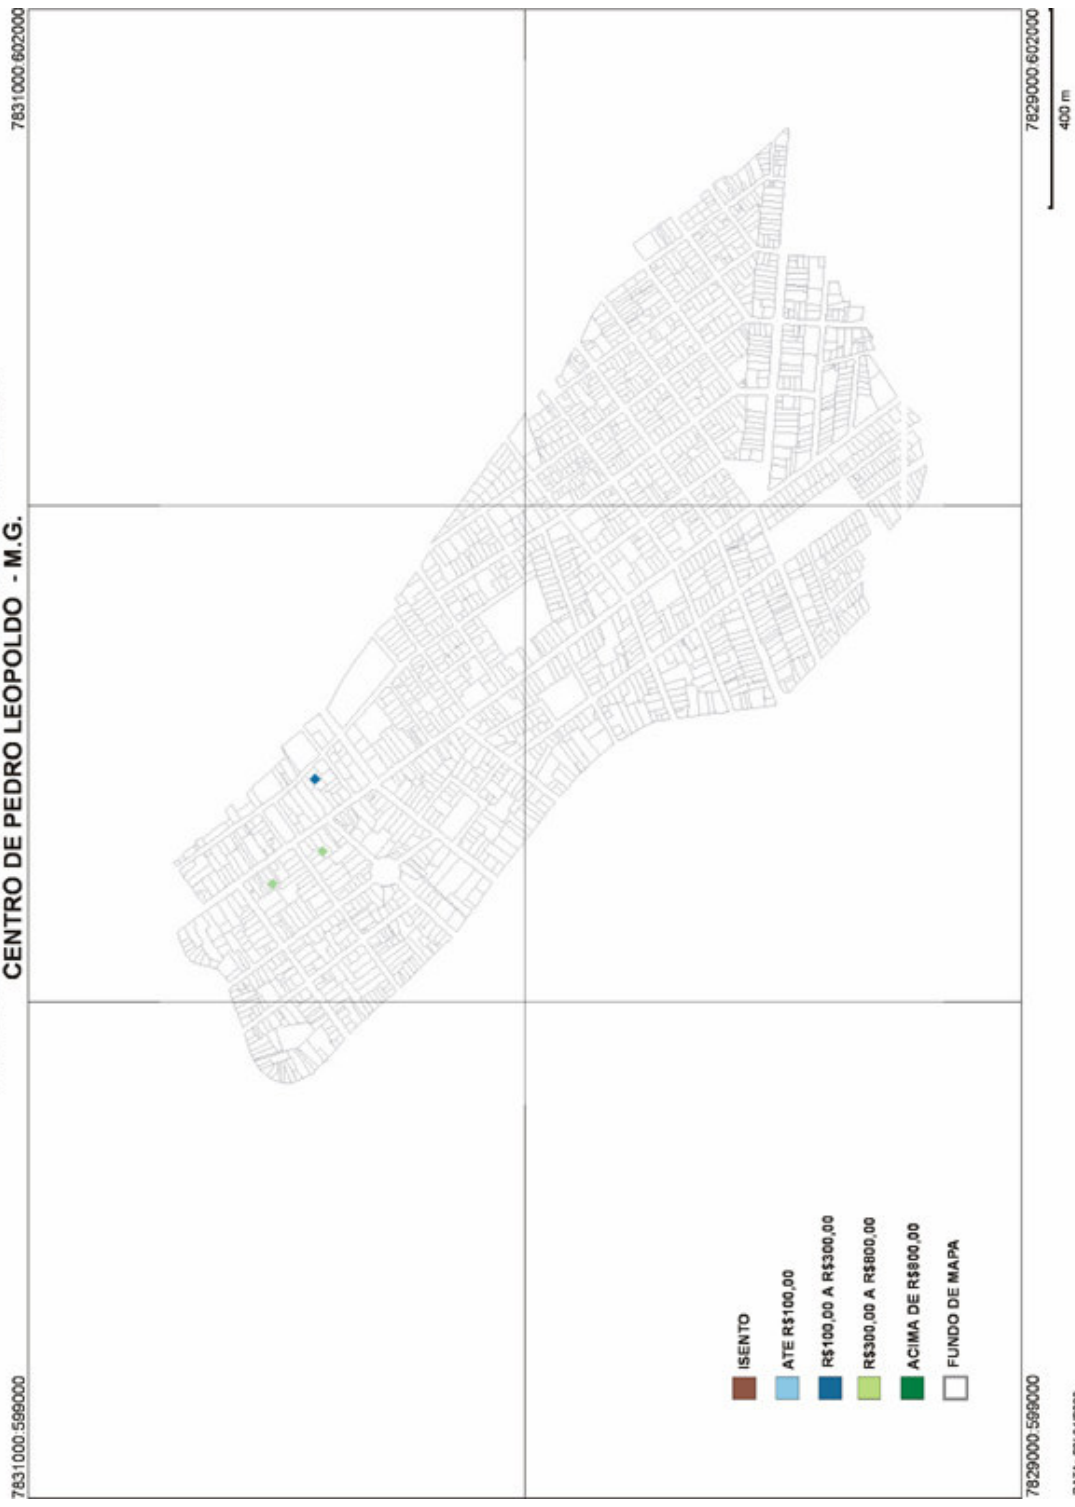 CENTRO DE PEDRO LEOPOLDO - M.G.
7831000:599000
7831000:602000
ISENTO
ATE R$100,00
R$100,00 A R$300,00
R$300,00 A R$800,00
ACIMA DE R$800,00
FUNDO DE MAPA
7829000:599000
7829000:602000
400 m